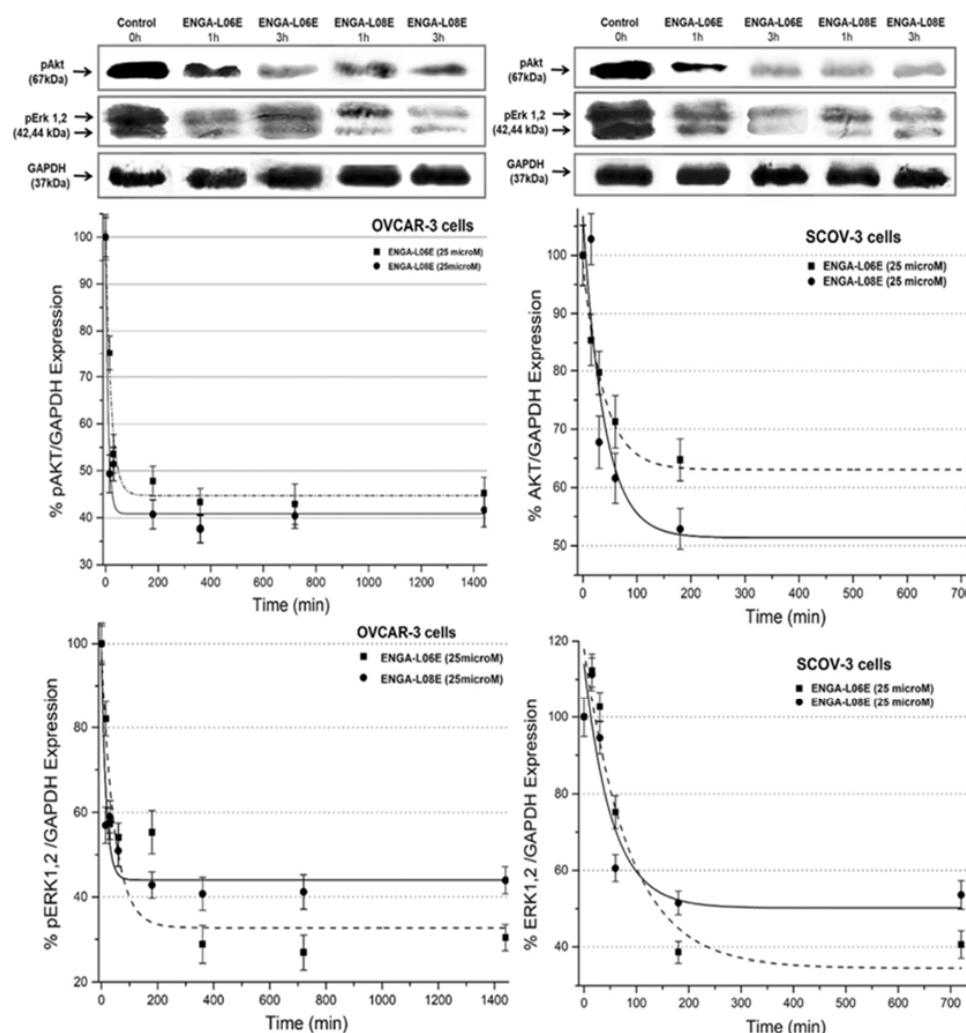 Control ENGA-L06E ENGA-L06E ENGA-L08E ENGA-L08E
0h 1h 3h 1h 3h
pAkt
(67kDa)
pErk 1,2
(42,44 kDa)
GAPDH
(37kDa)
Control ENGA-L06E ENGA-L06E ENGA-L08E ENGA-L08E
0h 1h 3h 1h 3h
pAkt
(67kDa)
pErk 1,2
(42,44 kDa)
GAPDH
(37kDa)
OVCAR-3 cells
ENGA-L06E (25 microM)
ENGA-L08E (25microM)
% pAKT/GAPDH Expression
100
90
80
70
60
50
40
30
0 200 400 600 800 1000 1200 1400
Time (min)
SCOV-3 cells
ENGA-L06E (25 microM)
ENGA-L08E (25 microM)
% AKT/GAPDH Expression
100
90
80
70
60
50
0 100 200 300 400 500 600 700
Time (min)
OVCAR-3 cells
ENGA-L06E (25microM)
ENGA-L08E (25microM)
% pERK1,2 /GAPDH Expression
100
80
60
40
20
0 200 400 600 800 1000 1200 1400
Time (min)
SCOV-3 cells
ENGA-L06E (25 microM)
ENGA-L08E (25 microM)
% ERK1,2 /GAPDH Expression
120
100
80
60
40
0 100 200 300 400 500 600 700
Time (min)